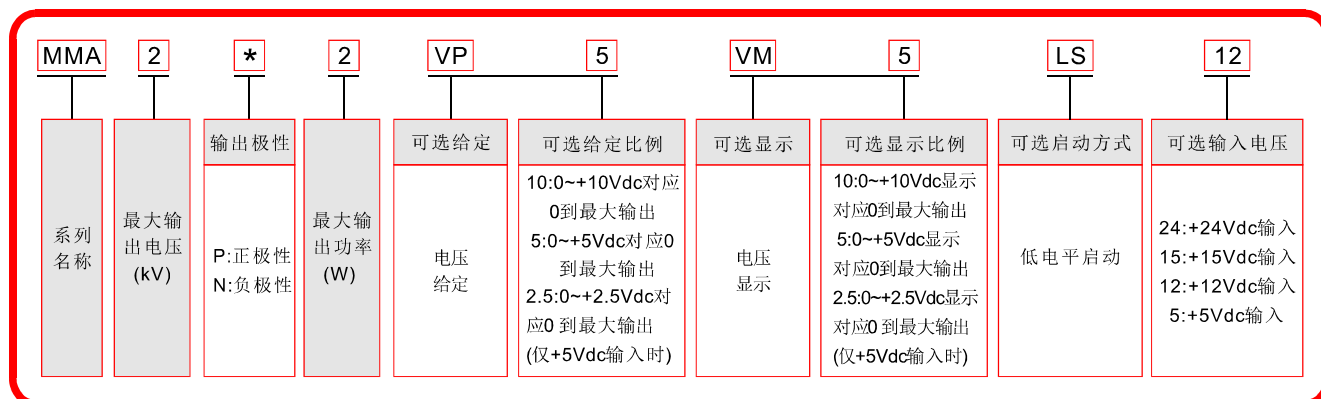 MMA 2 * 2 VP 5 VM 5 LS 12
系列
名称
最大输
出电压
(kV)
输出极性
P:正极性
N:负极性
最大输
出功率
(W)
可选给定
电压
给定
可选给定比例
10:0~+10Vdc对应
0到最大输出
5:0~+5Vdc对应0
到最大输出
2.5:0~+2.5Vdc对
应0 到最大输出
(仅+5Vdc输入时)
可选显示
电压
显示
可选显示比例
10:0~+10Vdc显示
对应0到最大输出
5:0~+5Vdc显示
对应0到最大输出
2.5:0~+2.5Vdc显示
对应0 到最大输出
(仅+5Vdc输入时)
可选启动方式
低电平启动
可选输入电压
24:+24Vdc输入
15:+15Vdc输入
12:+12Vdc输入
5:+5Vdc输入